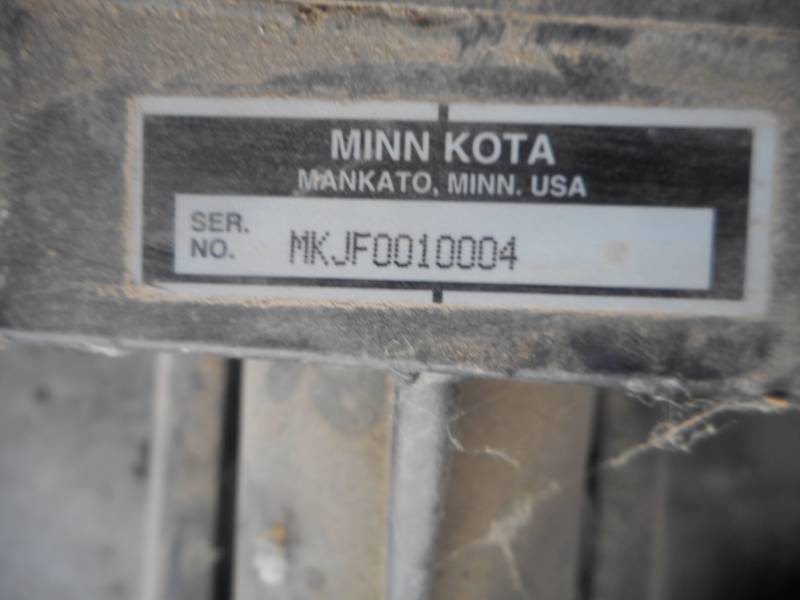 MINN KOTA
MANKATO, MINN. USA
SER.
NO. MKJF0010004